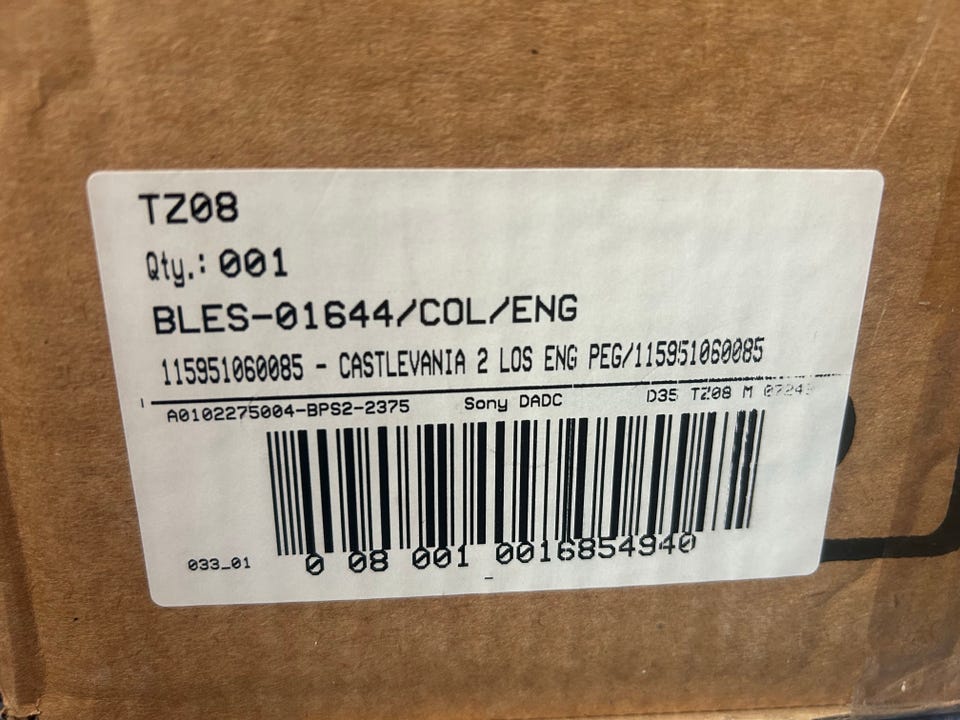 TZ08
Qty.: 001
BLES-01644/COL/ENG
115951060085 - CASTLEVANIA 2 LOS ENG PEG/115951060085
A0102275004-BPS2-2375 Sony DADC D35 TZ08 M
033_01 0 08 001 0016854940